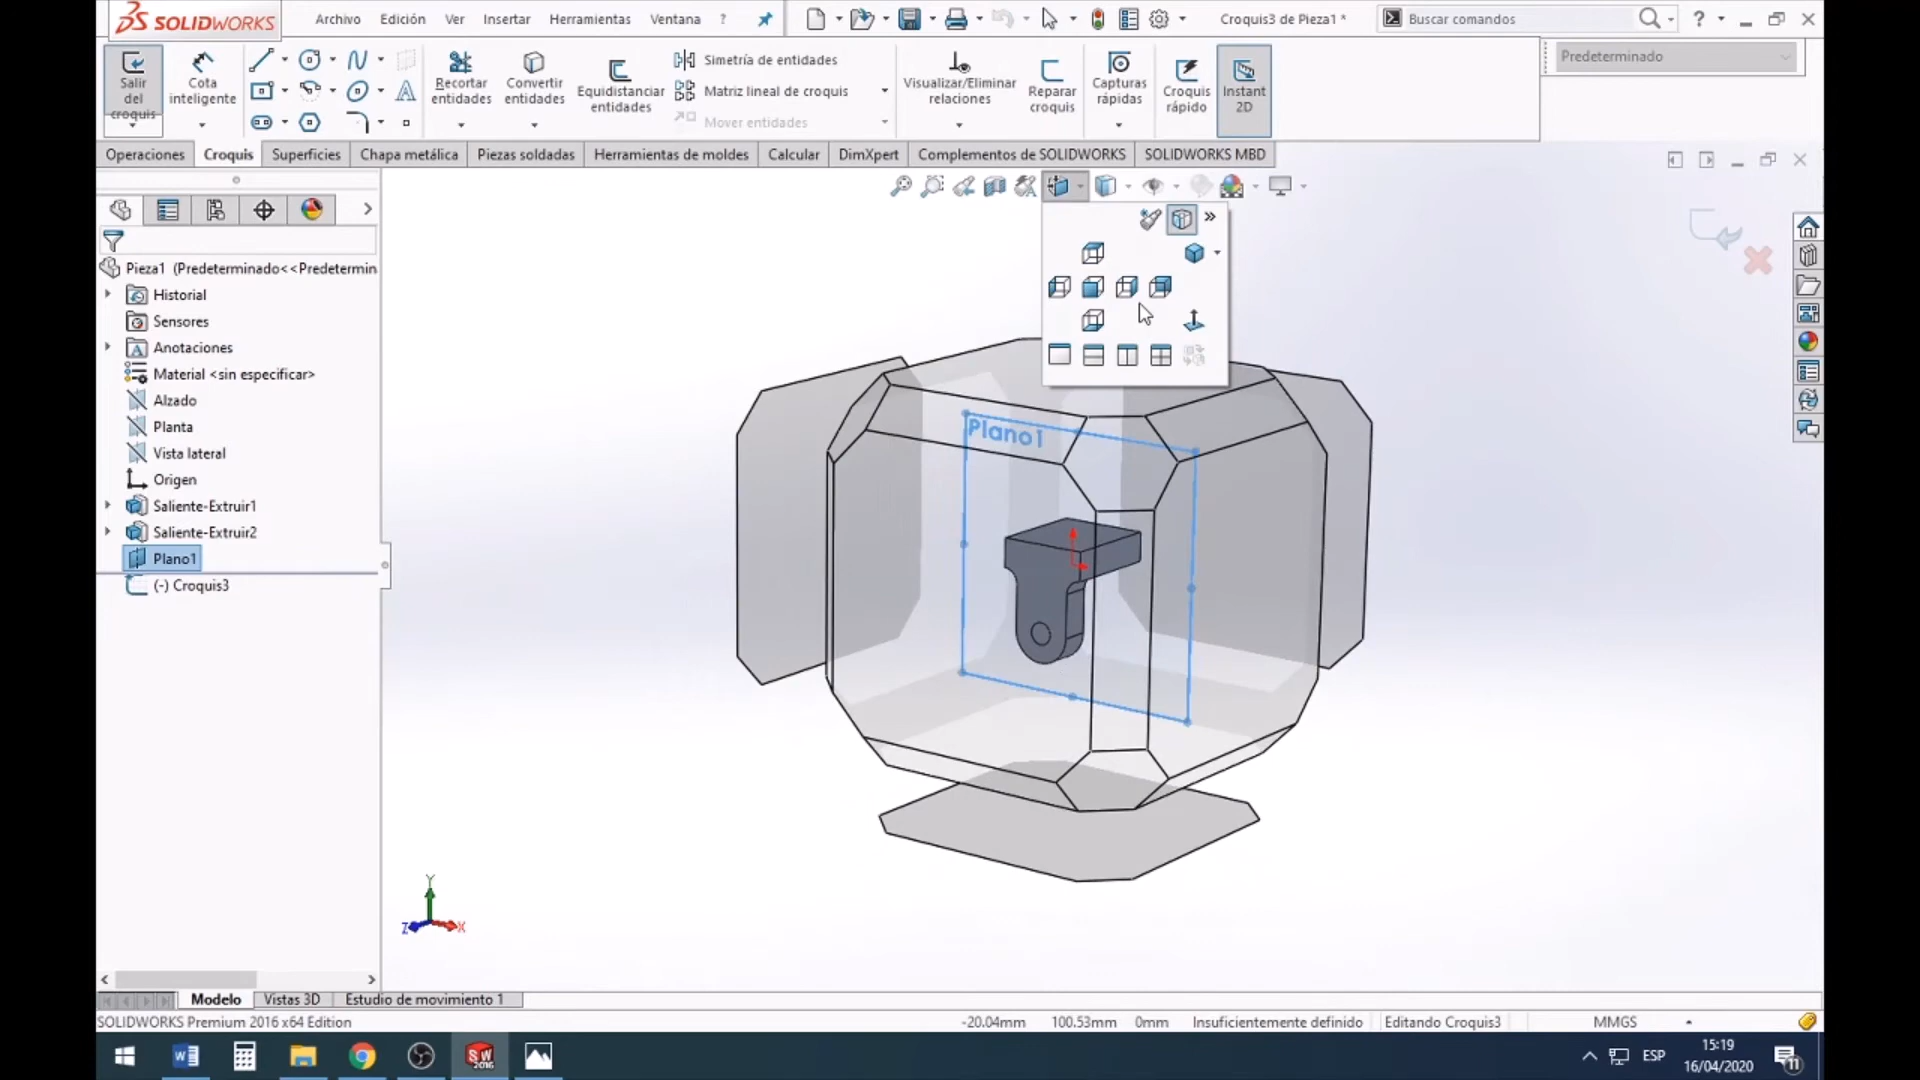 SOLIDWORKS
Archivo Edición Ver Insertar Herramientas Ventana ?
Croquis3 de Pieza1 *
Buscar comandos
?
Salir del croquis
Cota inteligente
Recortar entidades
Convertir entidades
Equidistanciar entidades
Simetría de entidades
Matriz lineal de croquis
Mover entidades
Visualizar/Eliminar relaciones
Reparar croquis
Capturas rápidas
Croquis rápido
Instant 2D
Predeterminado
Operaciones Croquis Superficies Chapa metálica Piezas soldadas Herramientas de moldes Calcular DimXpert Complementos de SOLIDWORKS SOLIDWORKS MBD
Pieza1 (Predeterminado<<Predetermin
Historial
Sensores
Anotaciones
Material <sin especificar>
Alzado
Planta
Vista lateral
Origen
Saliente-Extruir1
Saliente-Extruir2
Plano1
(-) Croquis3
Plano1
Y
Z
X
Modelo Vistas 3D Estudio de movimiento 1
SOLIDWORKS Premium 2016 x64 Edition
-20.04mm 100.53mm 0mm Insuficientemente definido Editando Croquis3 MMGS
ESP
15:19
16/04/2020
11